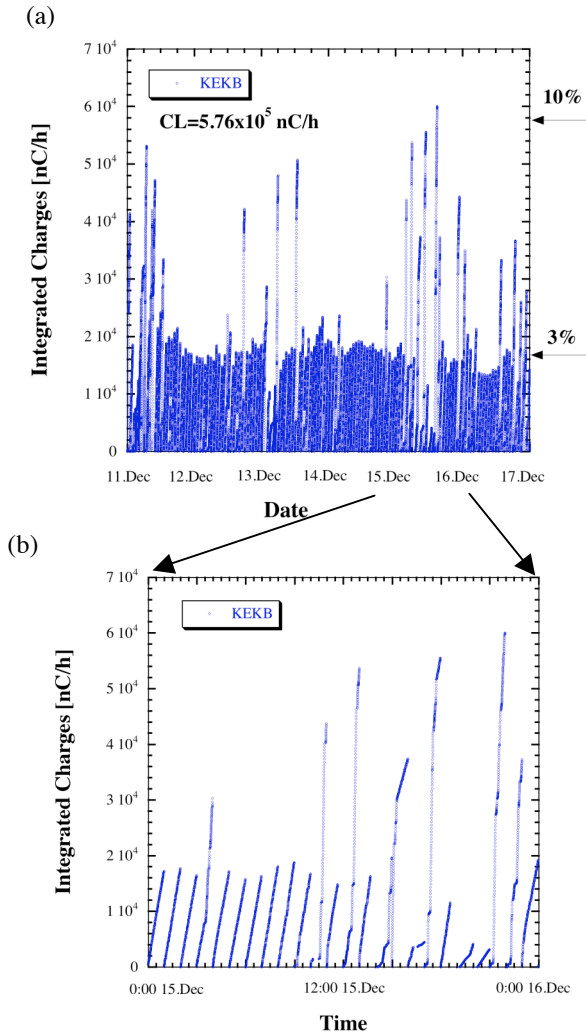 (a)
7 10⁴
6 10⁴
5 10⁴
4 10⁴
3 10⁴
2 10⁴
1 10⁴
0
Integrated Charges [nC/h]
KEKB
CL=5.76x10⁵ nC/h
10%
3%
11.Dec 12.Dec 13.Dec 14.Dec 15.Dec 16.Dec 17.Dec
Date
(b)
7 10⁴
6 10⁴
5 10⁴
4 10⁴
3 10⁴
2 10⁴
1 10⁴
0
Integrated Charges [nC/h]
KEKB
0:00 15.Dec 12:00 15.Dec 0:00 16.Dec
Time